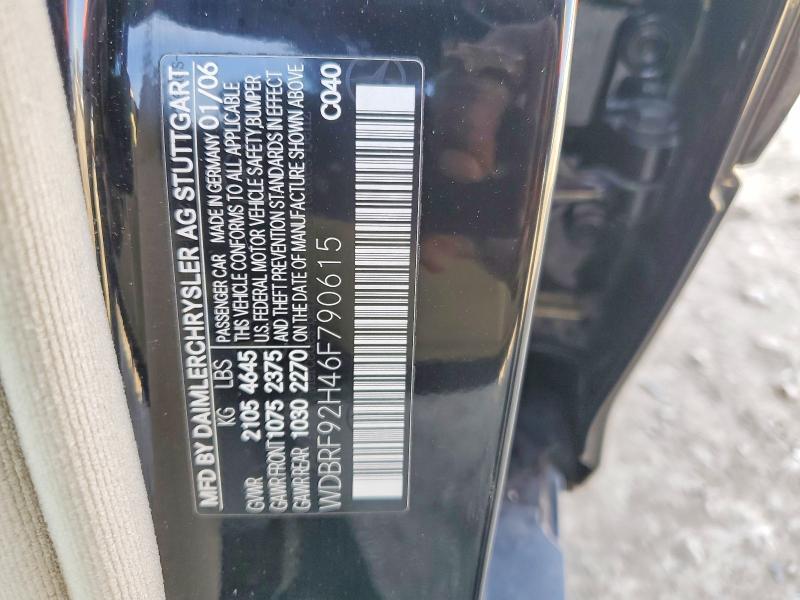 MFD BY DAIMLERCHRYSLER AG STUTTGART
KG LBS PASSENGER CAR MADE IN GERMANY 01/06
GVWR 2105 4645 THIS VEHICLE CONFORMS TO ALL APPLICABLE
U.S. FEDERAL MOTOR VEHICLE SAFETY BUMPER
GAWR FRONT 1075 2375 AND THEFT PREVENTION STANDARDS IN EFFECT
GAWR REAR 1030 2270 ON THE DATE OF MANUFACTURE SHOWN ABOVE
WDBRF92H46F790615 C040